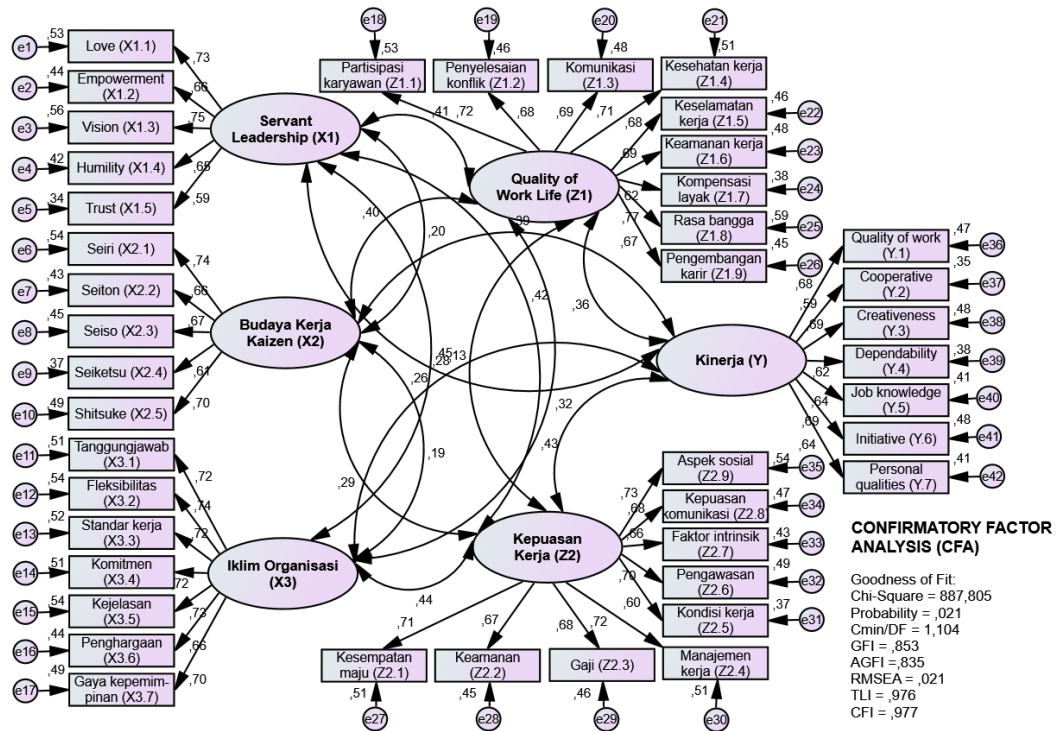 e18
e19
e20
e21
e1
,53
Love (X1.1)
,73
e2
,44
Empowerment
(X1.2)
,66
e3
,56
Vision (X1.3)
,75
e4
,42
Humility (X1.4)
,65
e5
,34
Trust (X1.5)
,59
Servant
Leadership (X1)
,53
Partisipasi
karyawan (Z1.1)
,46
Penyelesaian
konflik (Z1.2)
,48
Komunikasi
(Z1.3)
,51
Kesehatan kerja
(Z1.4)
,41
,72
,68
,69
,71
Keselamatan
kerja (Z1.5)
,46
e22
,68
Keamanan kerja
(Z1.6)
,48
e23
,69
Kompensasi
layak (Z1.7)
,38
e24
,62
Rasa bangga
(Z1.8)
,59
e25
,77
Pengembangan
karir (Z1.9)
,45
e26
,67
Quality of
Work Life (Z1)
,40
,20
,39
,42
,36
e6
,54
Seiri (X2.1)
,74
e7
,43
Seiton (X2.2)
,66
e8
,45
Seiso (X2.3)
,67
e9
,37
Seiketsu (X2.4)
,61
e10
,49
Shitsuke (X2.5)
,70
Budaya Kerja
Kaizen (X2)
,45
,28
,13
,26
,32
,19
,43
,29
,44
Kinerja (Y)
Quality of work
(Y.1)
,47
e36
,68
Cooperative
(Y.2)
,35
e37
,59
Creativeness
(Y.3)
,48
e38
,69
Dependability
(Y.4)
,38
e39
,62
Job knowledge
(Y.5)
,41
e40
,64
Initiative (Y.6)
,48
e41
,69
Personal
qualities (Y.7)
,41
e42
,64
e11
,51
Tanggungjawab
(X3.1)
,72
e12
,54
Fleksibilitas
(X3.2)
,74
e13
,52
Standar kerja
(X3.3)
,72
e14
,51
Komitmen
(X3.4)
,72
e15
,54
Kejelasan
(X3.5)
,73
e16
,44
Penghargaan
(X3.6)
,66
e17
,49
Gaya kepemim-
pinan (X3.7)
,70
Iklim Organisasi
(X3)
Kepuasan
Kerja (Z2)
Aspek sosial
(Z2.9)
,54
e35
,73
Kepuasan
komunikasi (Z2.8)
,47
e34
,68
Faktor intrinsik
(Z2.7)
,43
e33
,66
Pengawasan
(Z2.6)
,49
e32
,70
Kondisi kerja
(Z2.5)
,37
e31
,60
,71
,67
,68
,72
Kesempatan
maju (Z2.1)
Keamanan
(Z2.2)
Gaji (Z2.3)
Manajemen
kerja (Z2.4)
,51
,45
,46
,51
e27
e28
e29
e30
CONFIRMATORY FACTOR
ANALYSIS (CFA)
Goodness of Fit:
Chi-Square = 887,805
Probability = ,021
Cmin/DF = 1,104
GFI = ,853
AGFI = ,835
RMSEA = ,021
TLI = ,976
CFI = ,977